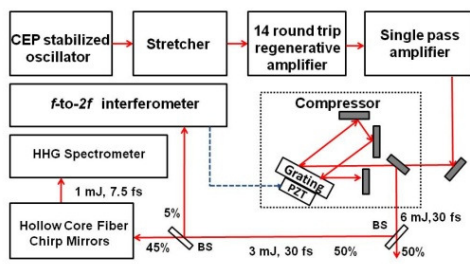 CEP stabilized
oscillator
Stretcher
14 round trip
regenerative
amplifier
Single pass
amplifier
f-to-2f interferometer
Compressor
HHG Spectrometer
Grating
PZT
1 mJ, 7.5 fs
5%
BS
6 mJ,30 fs
Hollow Core Fiber
Chirp Mirrors
45%
BS
3 mJ, 30 fs
50%
50%